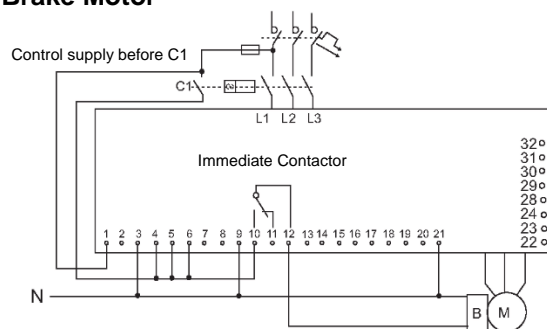 Brake Motor
Control supply before C1
C1
L1 L2 L3
Immediate Contactor
32
31
30
29
28
24
23
22
1 2 3 4 5 6 7 8 9 10 11 12 13 14 15 16 17 18 19 20 21
N
B M